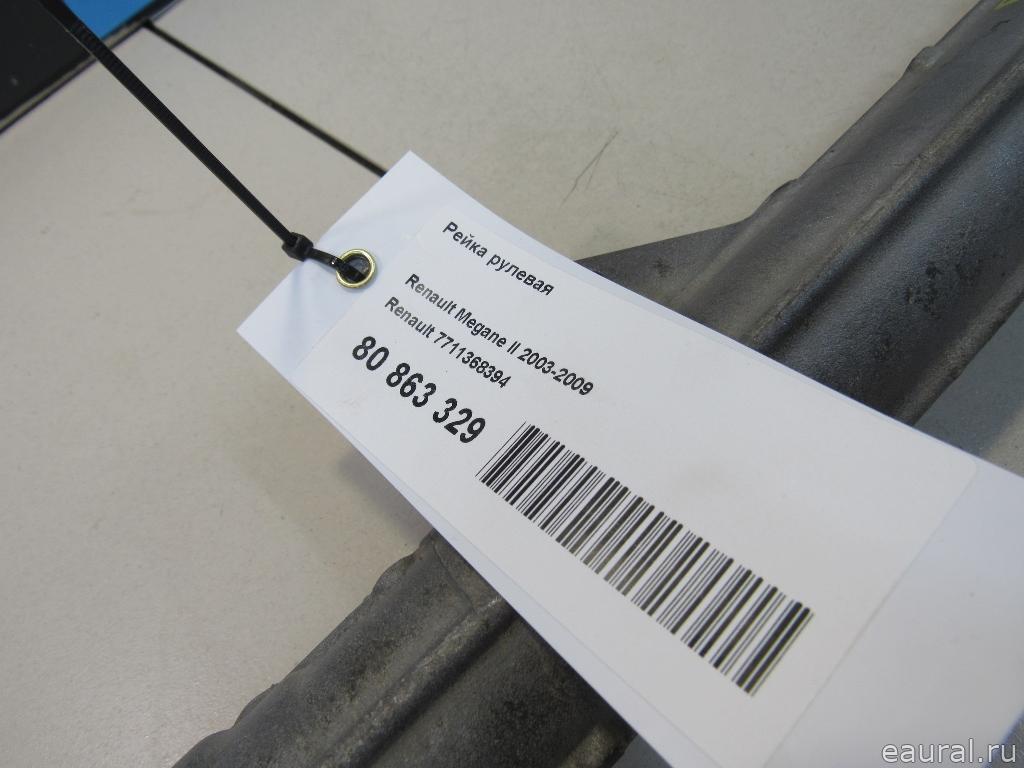 Рейка рулевая
Renault Megane II 2003-2009
Renault 7711368394
80 863 329
eaural.ru